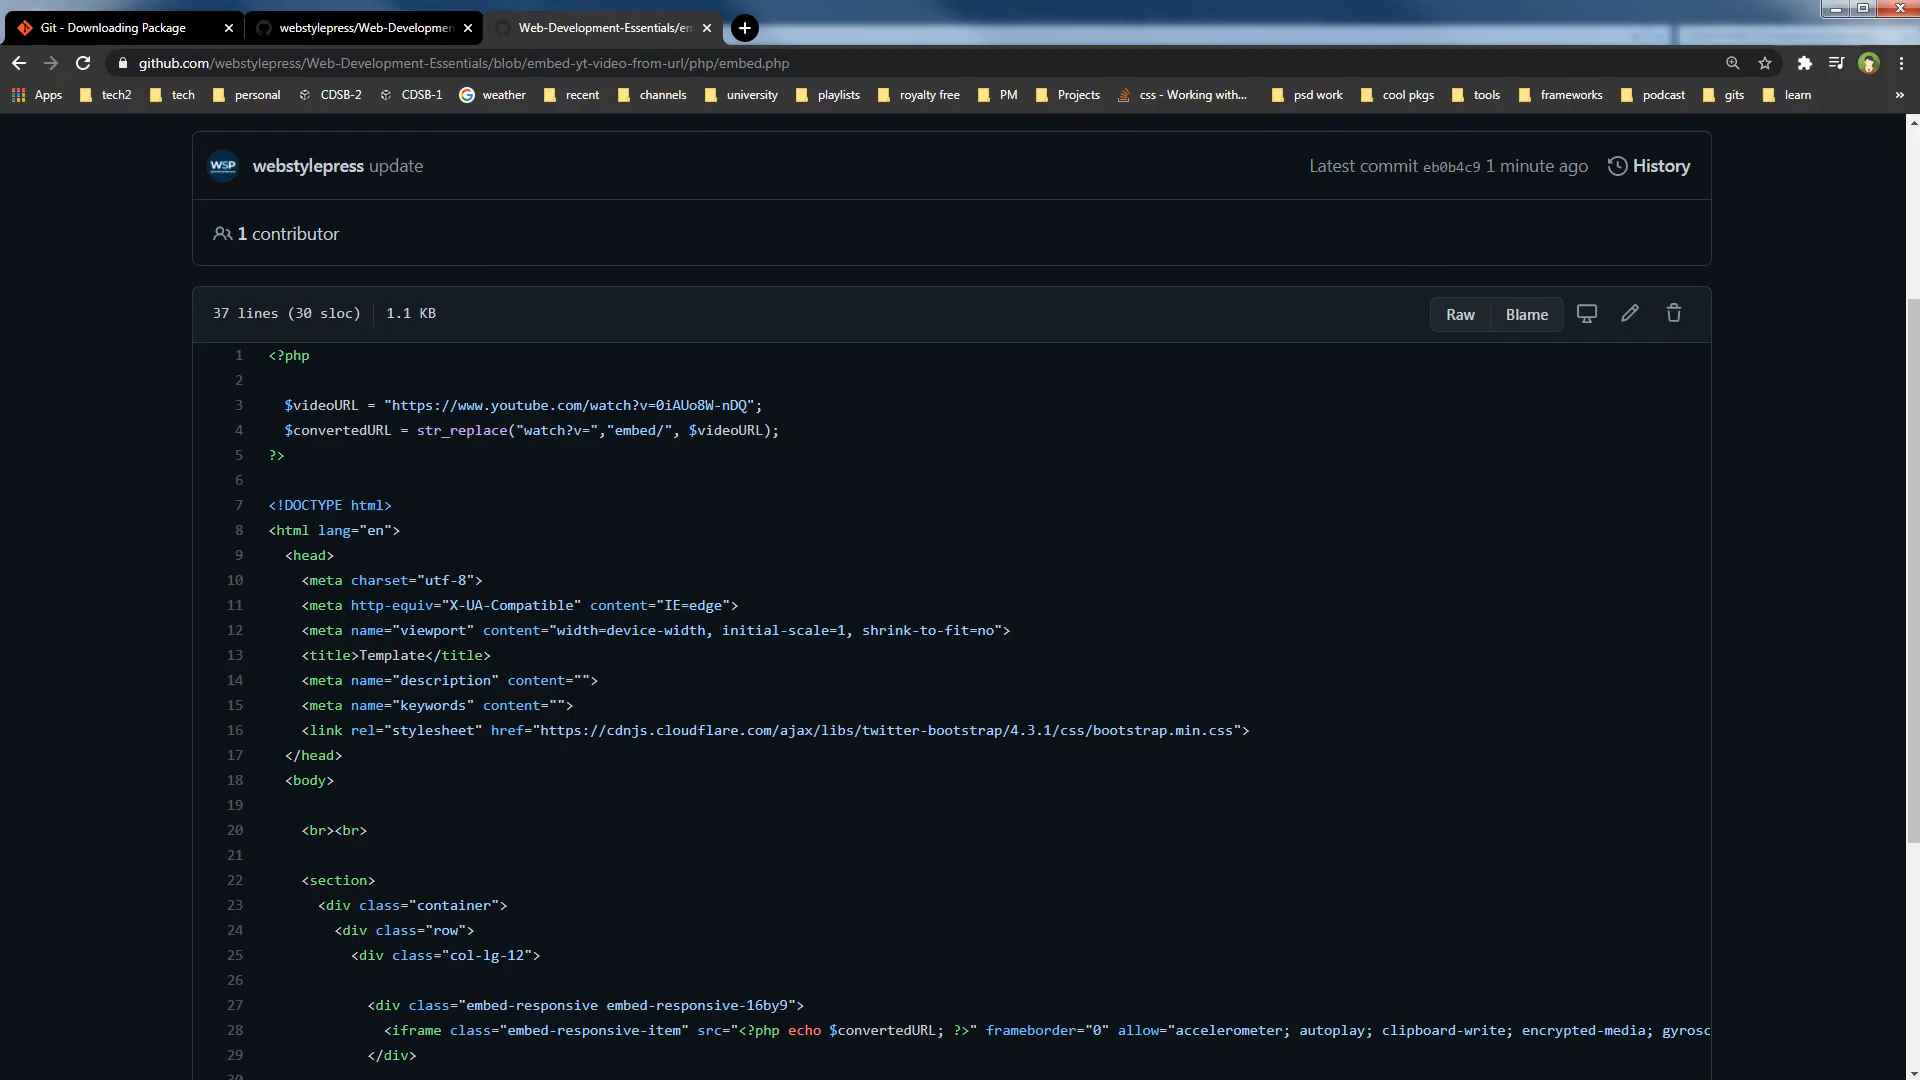 Git - Downloading Package
webstylepress/Web-Developmen
Web-Development-Essentials/em
github.com/webstylepress/Web-Development-Essentials/blob/embed-yt-video-from-url/php/embed.php
Apps tech2 tech personal CDSB-2 CDSB-1 weather recent channels university playlists royalty free PM Projects css - Working with... psd work cool pkgs tools frameworks podcast gits learn »
WSP webstylepress update Latest commit eb0b4c9 1 minute ago History
1 contributor
37 lines (30 sloc) 1.1 KB Raw Blame
1 <?php
2
3 $videoURL = "https://www.youtube.com/watch?v=0iAUo8W-nDQ";
4 $convertedURL = str_replace("watch?v=","embed/", $videoURL);
5 ?>
6
7 <!DOCTYPE html>
8 <html lang="en">
9 <head>
10 <meta charset="utf-8">
11 <meta http-equiv="X-UA-Compatible" content="IE=edge">
12 <meta name="viewport" content="width=device-width, initial-scale=1, shrink-to-fit=no">
13 <title>Template</title>
14 <meta name="description" content="">
15 <meta name="keywords" content="">
16 <link rel="stylesheet" href="https://cdnjs.cloudflare.com/ajax/libs/twitter-bootstrap/4.3.1/css/bootstrap.min.css">
17 </head>
18 <body>
19
20 <br><br>
21
22 <section>
23 <div class="container">
24 <div class="row">
25 <div class="col-lg-12">
26
27 <div class="embed-responsive embed-responsive-16by9">
28 <iframe class="embed-responsive-item" src="<?php echo $convertedURL; ?>" frameborder="0" allow="accelerometer; autoplay; clipboard-write; encrypted-media; gyrosc
29 </div>
30